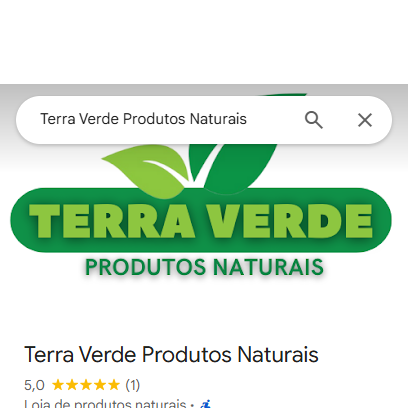 Terra Verde Produtos Naturais
TERRA VERDE
PRODUTOS NATURAIS
Terra Verde Produtos Naturais
5,0 (1)
Loja de produtos naturais ·